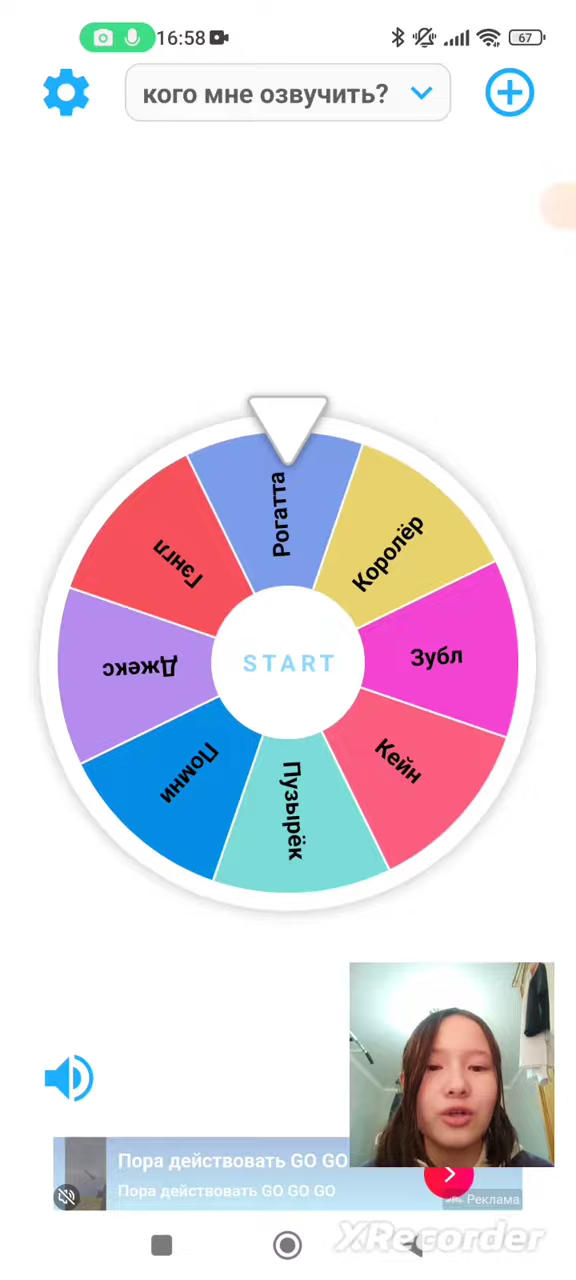 16:58
67
кого мне озвучить?
Рогатта
Королёр
Зубл
Кейн
Пузырёк
Помни
Джекс
Гэнгл
START
Пора действовать GO GO
Пора действовать GO GO GO
Реклама
XRecorder